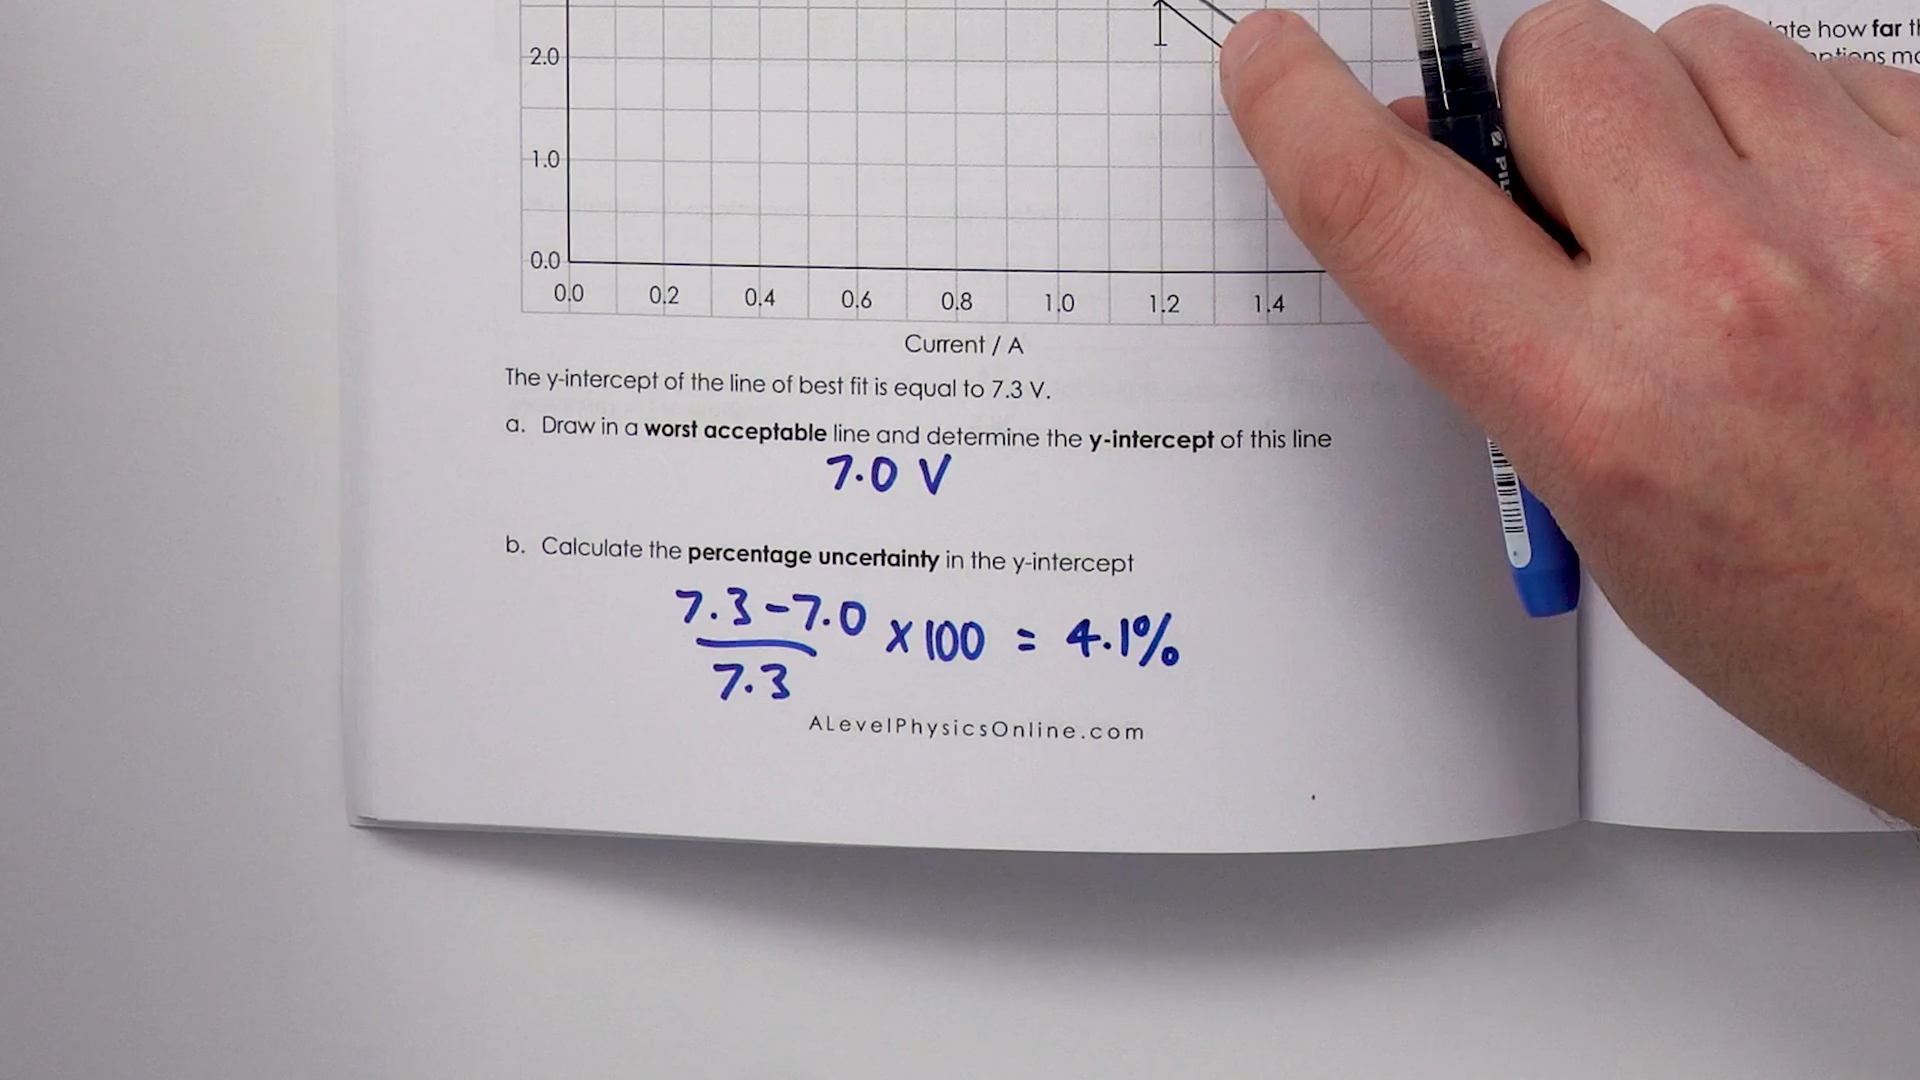 2.0
1.0
0.0
0.0 0.2 0.4 0.6 0.8 1.0 1.2 1.4
Current / A
The y-intercept of the line of best fit is equal to 7.3 V.
a. Draw in a worst acceptable line and determine the y-intercept of this line
7.0 V
b. Calculate the percentage uncertainty in the y-intercept
7.3-7.0
7.3
x 100 = 4.1%
ALevelPhysicsOnline.com
how far